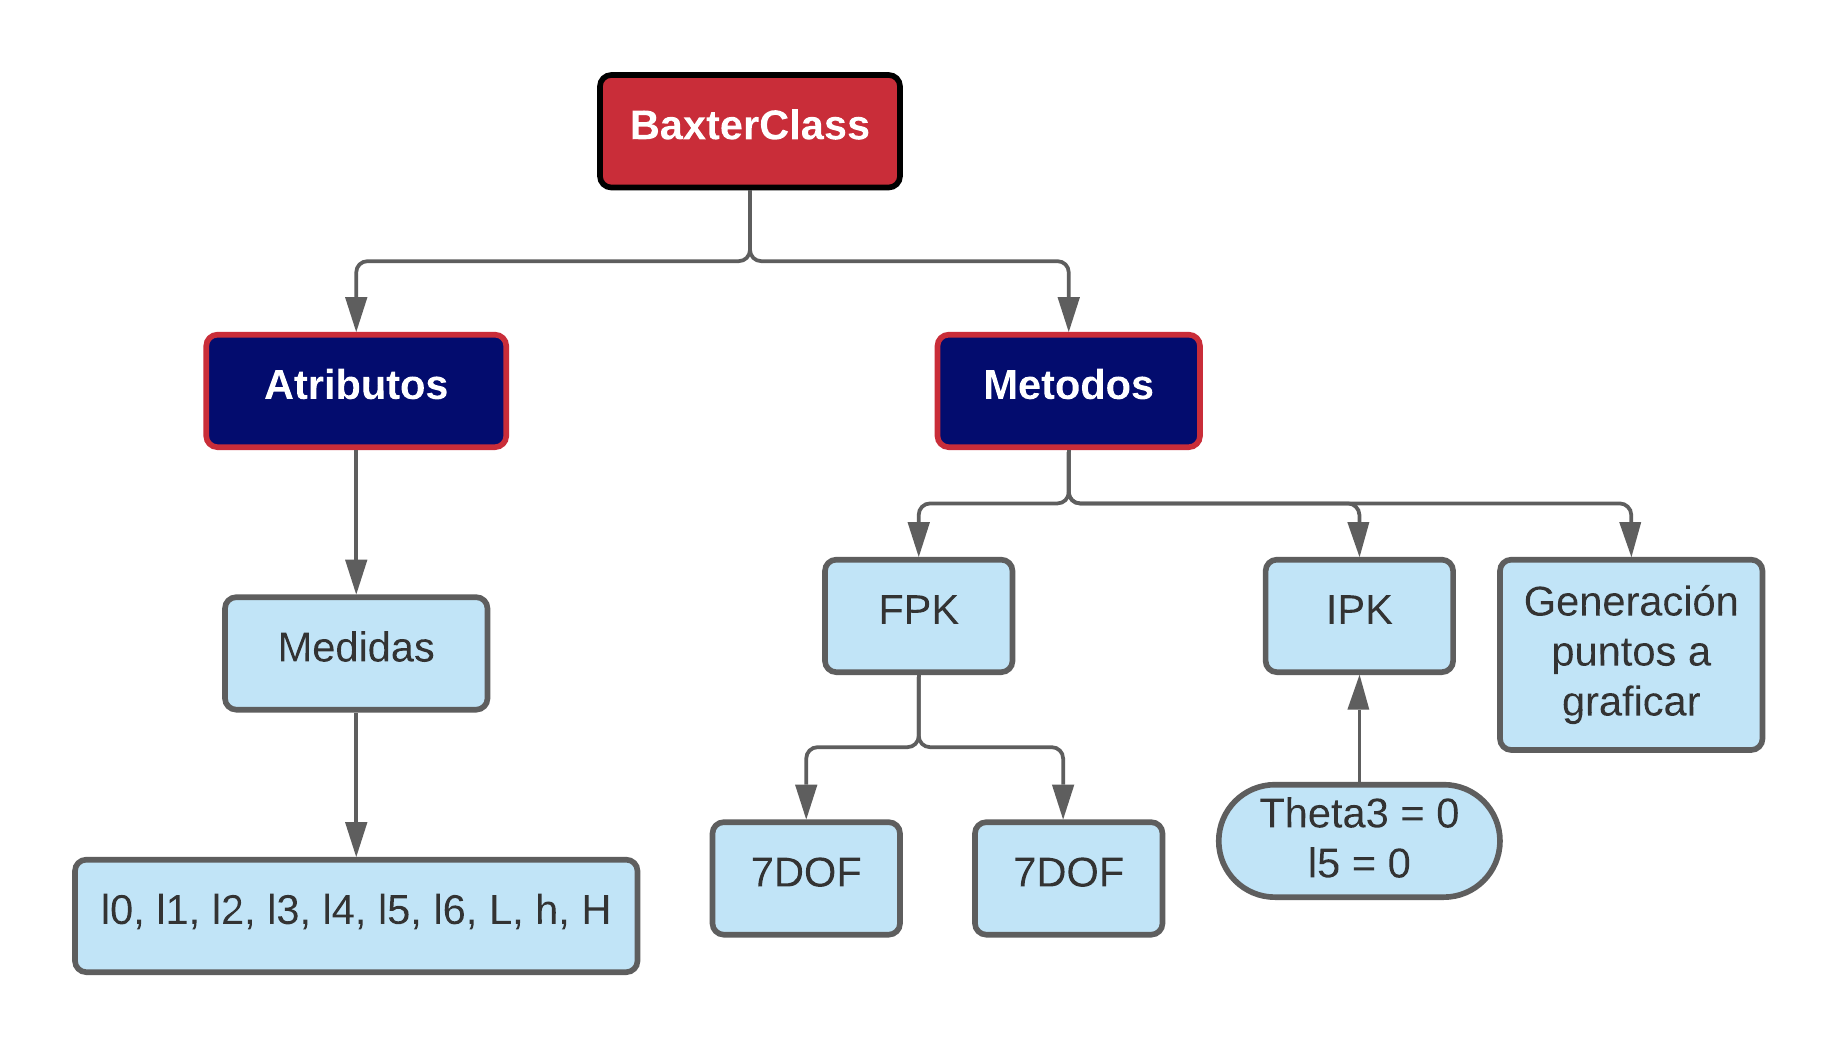 BaxterClass
Atributos
Metodos
Medidas
FPK
IPK
Generación
puntos a
graficar
l0, l1, l2, l3, l4, l5, l6, L, h, H
7DOF
7DOF
Theta3 = 0
l5 = 0